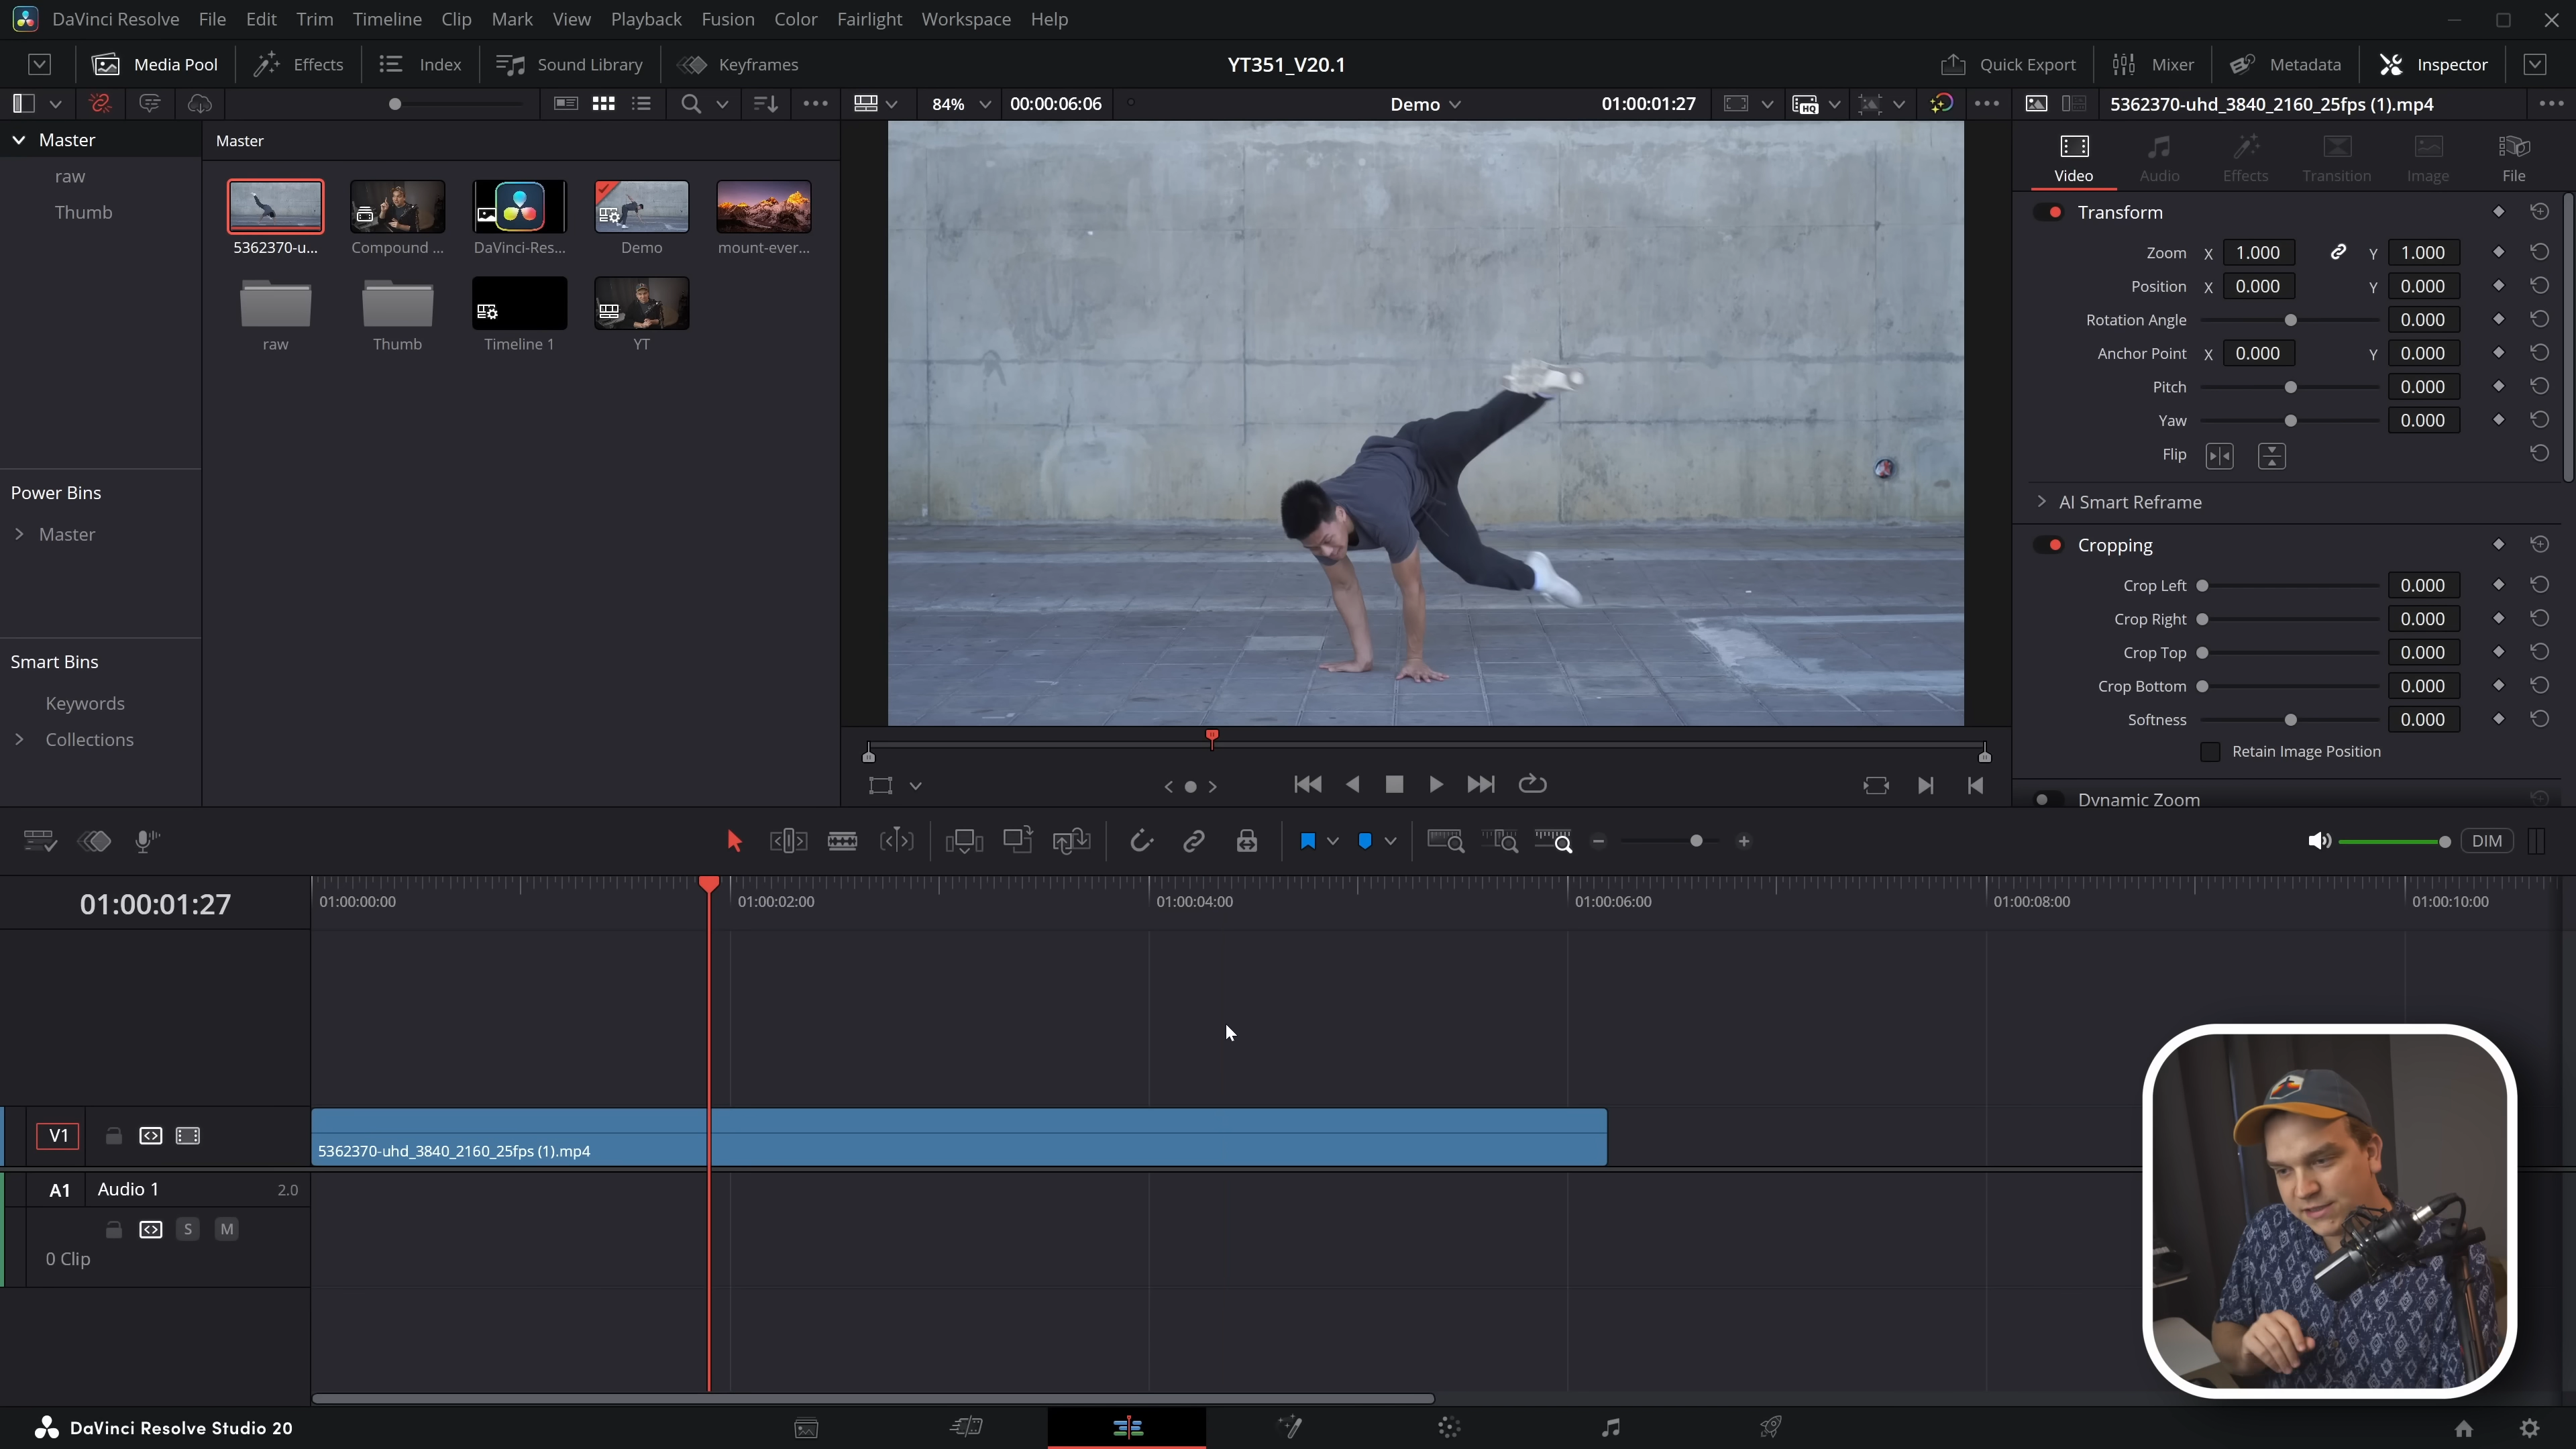 DaVinci Resolve File Edit Trim Timeline Clip Mark View Playback Fusion Color Fairlight Workspace Help
Media Pool Effects Index Sound Library Keyframes YT351_V20.1 Quick Export Mixer Metadata Inspector
84% 00:00:06:06 Demo 01:00:01:27 HQ 5362370-uhd_3840_2160_25fps (1).mp4
Master
raw
Thumb
Master
5362370-u... Compound ... DaVinci-Res... Demo mount-ever...
raw Thumb Timeline 1 YT
Power Bins
Master
Smart Bins
Keywords
Collections
Video Audio Effects Transition Image File
Transform
Zoom X 1.000 Y 1.000
Position X 0.000 Y 0.000
Rotation Angle 0.000
Anchor Point X 0.000 Y 0.000
Pitch 0.000
Yaw 0.000
Flip
AI Smart Reframe
Cropping
Crop Left 0.000
Crop Right 0.000
Crop Top 0.000
Crop Bottom 0.000
Softness 0.000
Retain Image Position
Dynamic Zoom
DIM
01:00:01:27
01:00:00:00 01:00:02:00 01:00:04:00 01:00:06:00 01:00:08:00 01:00:10:00
V1
5362370-uhd_3840_2160_25fps (1).mp4
A1 Audio 1 2.0
S M
0 Clip
DaVinci Resolve Studio 20